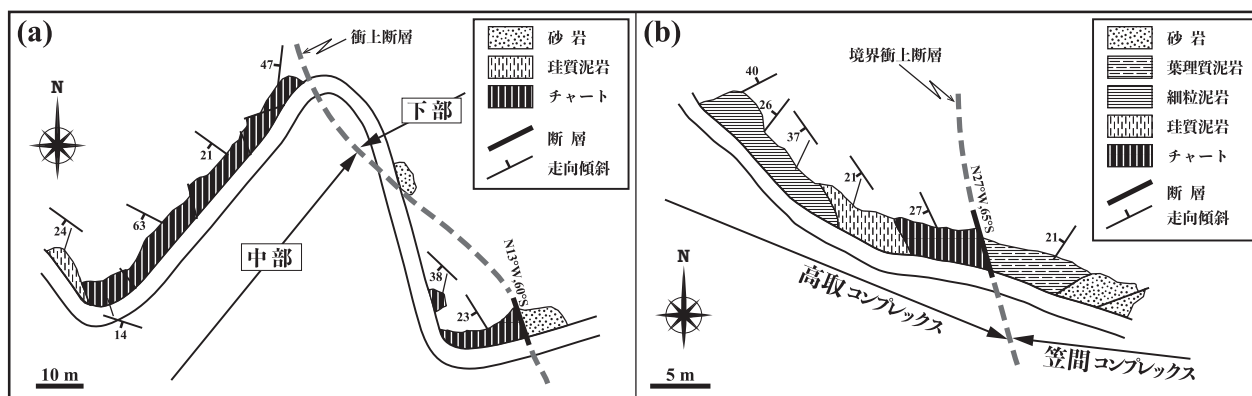 (a)
衝上断層
砂 岩
珪質泥岩
チャート
断 層
走向傾斜
N
47
下部
21
24
63
中部
14
38
23
N13°W,60°S
10 m
(b)
境界衝上断層
砂 岩
葉理質泥岩
細粒泥岩
珪質泥岩
チャート
断 層
走向傾斜
40
26
37
21
27
N27°W,65°S
21
N
高取コンプレックス
笠間コンプレックス
5 m